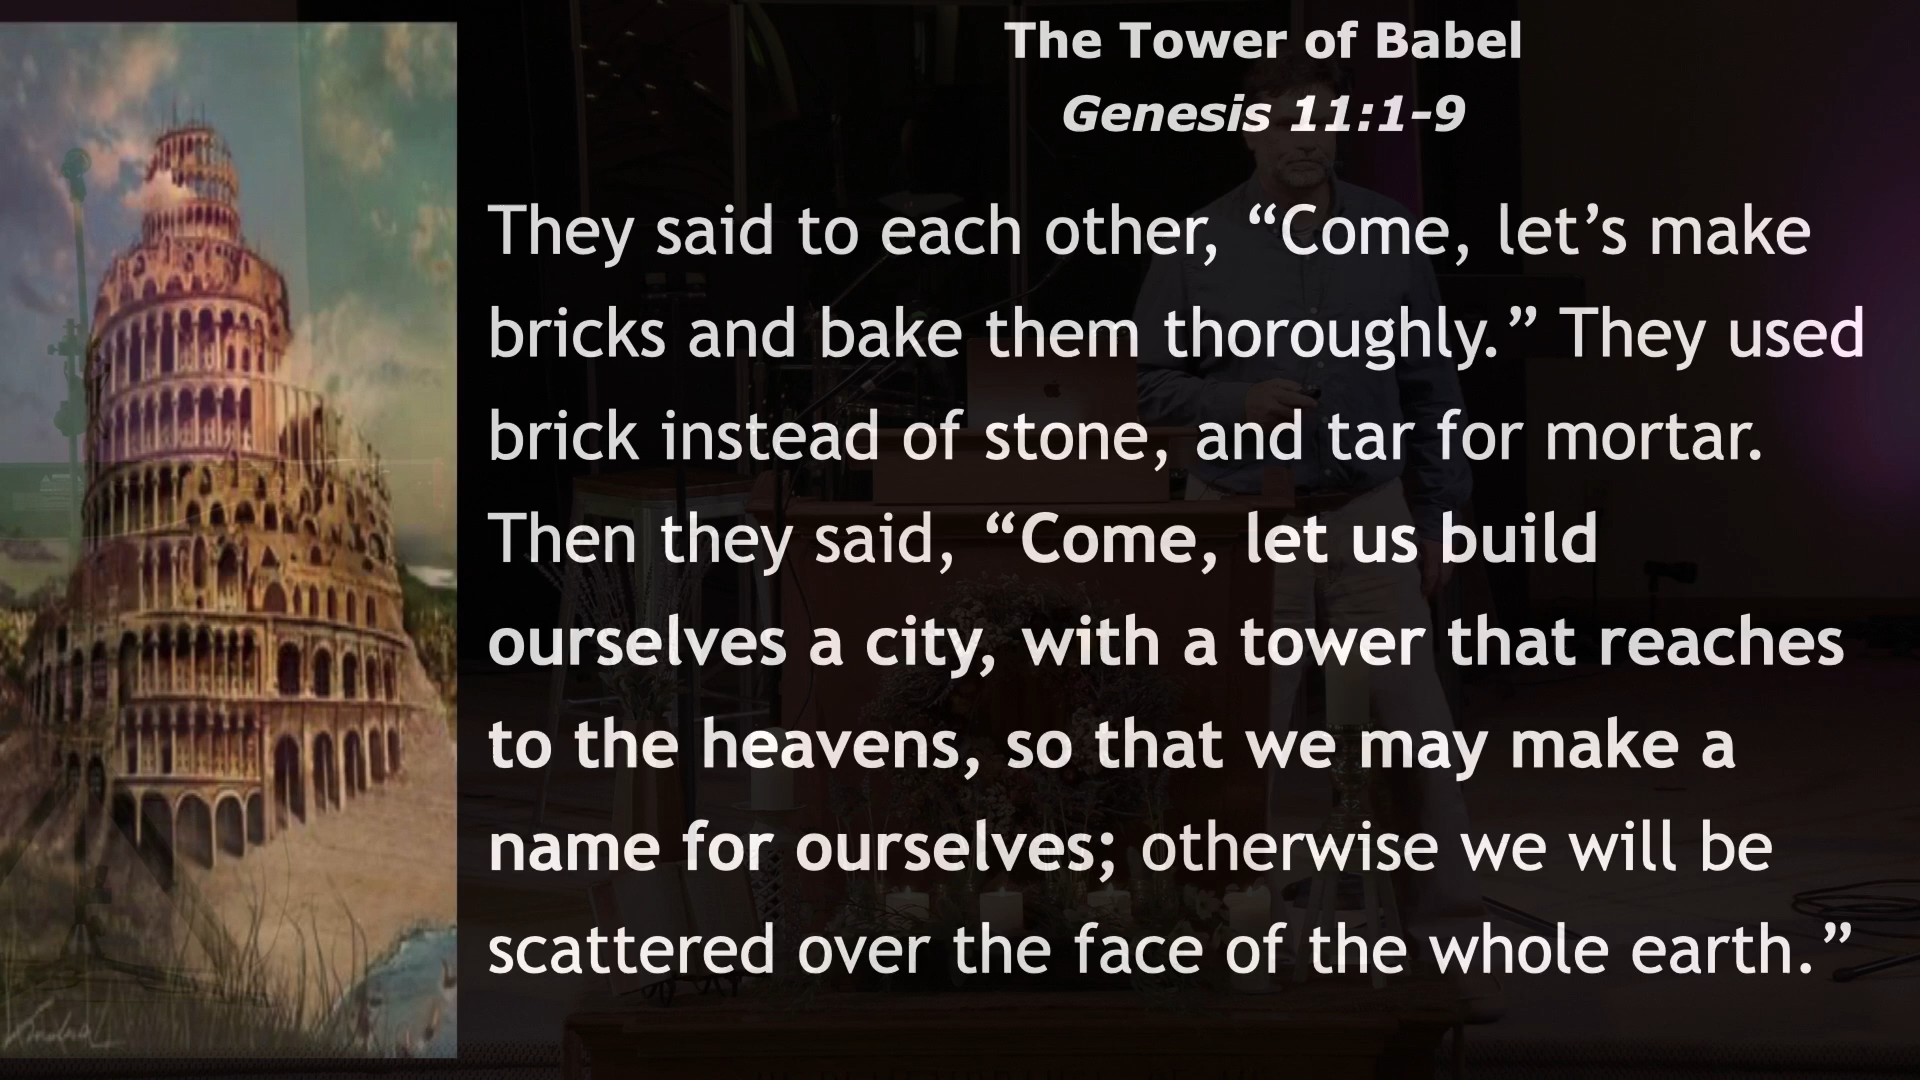 The Tower of Babel
Genesis 11:1-9
They said to each other, “Come, let’s make
bricks and bake them thoroughly.” They used
brick instead of stone, and tar for mortar.
Then they said, “Come, let us build
ourselves a city, with a tower that reaches
to the heavens, so that we may make a
name for ourselves; otherwise we will be
scattered over the face of the whole earth.”